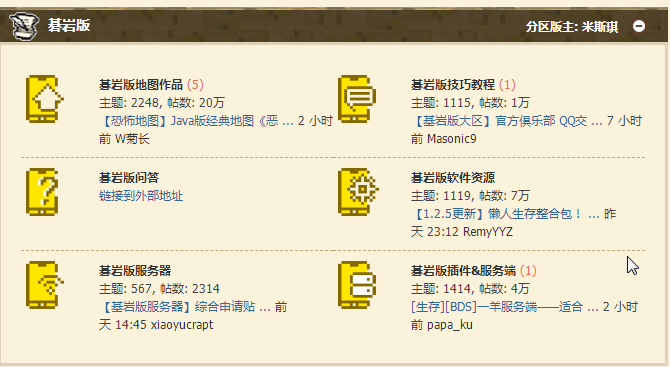 基岩版
分区版主: 米斯琪
基岩版地图作品 (5)
主题: 2248, 帖数: 20万
【恐怖地图】Java版经典地图《恶 ... 2 小时
前 W菊长
基岩版技巧教程 (1)
主题: 1115, 帖数: 1万
【基岩版大区】官方俱乐部 QQ交 ... 7 小时
前 Masonic9
基岩版问答
链接到外部地址
基岩版软件资源
主题: 1119, 帖数: 7万
【1.2.5更新】懒人生存整合包！ ... 昨
天 23:12 RemyYYZ
基岩版服务器
主题: 567, 帖数: 2314
【基岩版服务器】综合申请贴 ... 前
天 14:45 xiaoyucrapt
基岩版插件&服务端 (1)
主题: 1414, 帖数: 4万
[生存][BDS]一羊服务端——适合 ... 2 小时
前 papa_ku